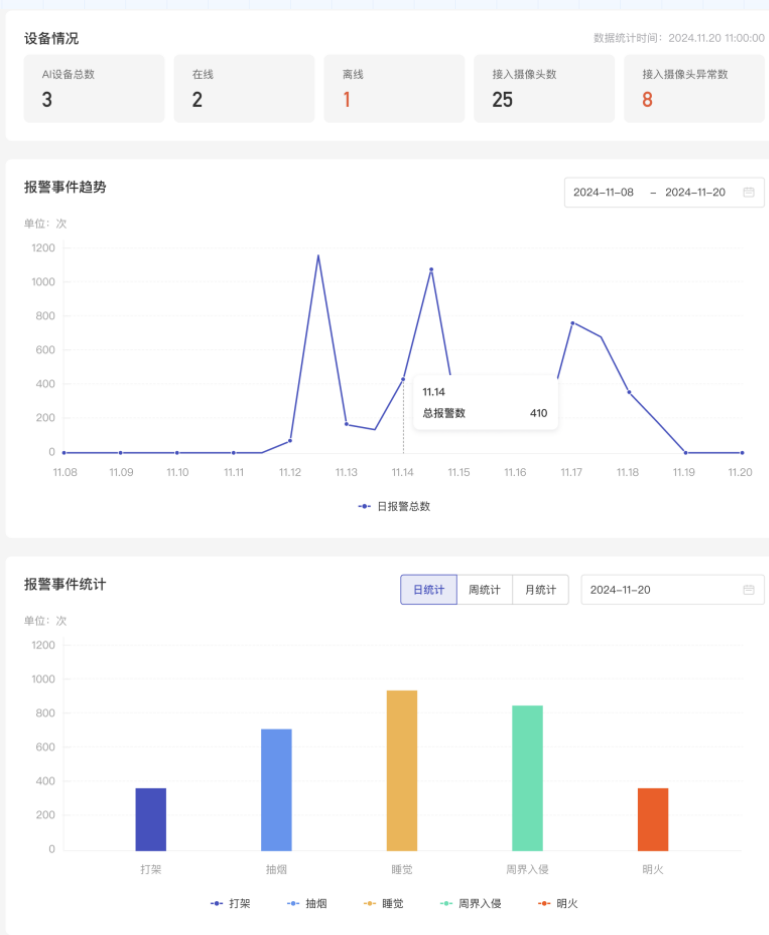 设备情况
数据统计时间：2024.11.20 11:00:00
AI设备总数 在线 离线 接入摄像头数 接入摄像头异常数
3 2 1 25 8
报警事件趋势
2024-11-08 - 2024-11-20
单位：次
1200
1000
800
600
400
200
0
11.14
总报警数 410
11.08 11.09 11.10 11.11 11.12 11.13 11.14 11.15 11.16 11.17 11.18 11.19 11.20
日报警总数
报警事件统计
日统计 周统计 月统计 2024-11-20
单位：次
1200
1000
800
600
400
200
0
打架 抽烟 睡觉 周界入侵 明火
打架 抽烟 睡觉 周界入侵 明火